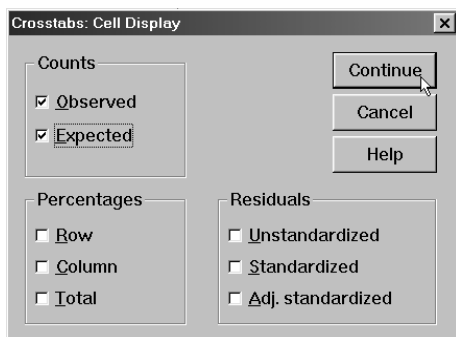 Crosstabs: Cell Display
Counts
Observed
Expected
Continue
Cancel
Help
Percentages
Row
Column
Total
Residuals
Unstandardized
Standardized
Adj. standardized